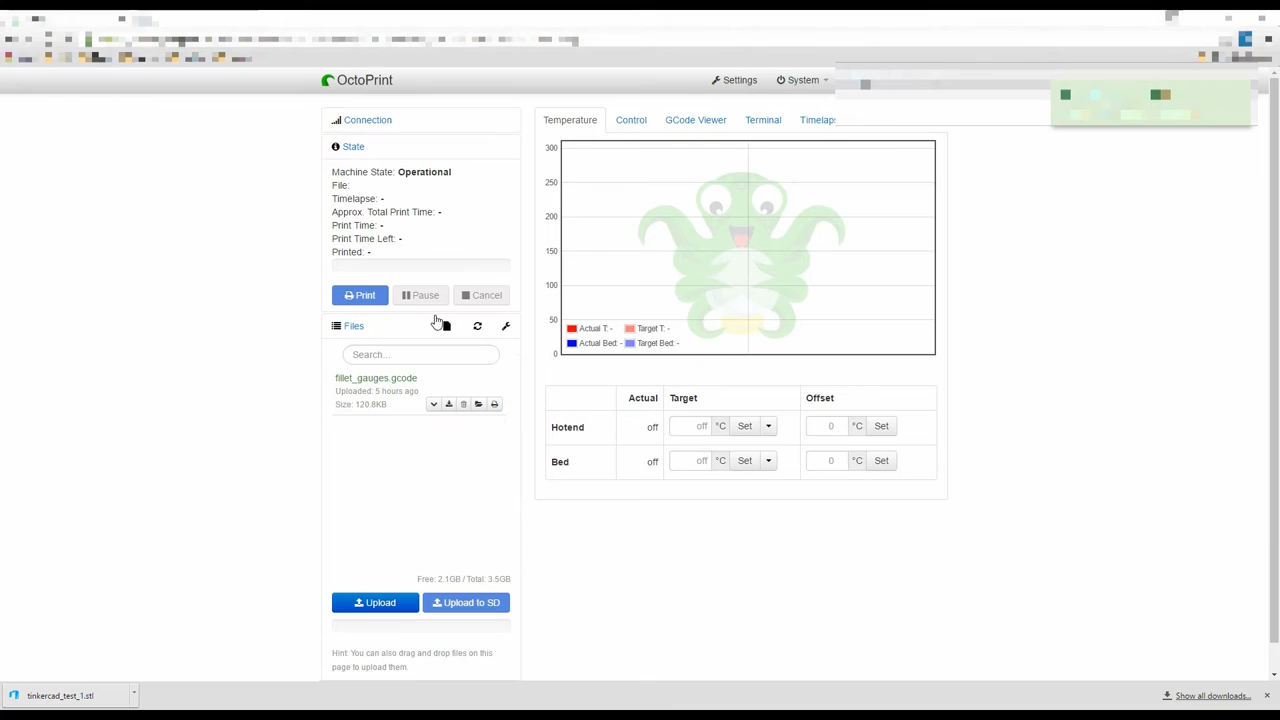 OctoPrint
Settings
System
Connection
Temperature
Control
GCode Viewer
Terminal
Timelaps
State
Machine State: Operational
File:
Timelapse: -
Approx. Total Print Time: -
Print Time: -
Print Time Left: -
Printed: -
Print
Pause
Cancel
Files
Search...
fillet_gauges.gcode
Uploaded: 5 hours ago
Size: 120.8KB
Free: 2.1GB / Total: 3.5GB
Upload
Upload to SD
Hint: You can also drag and drop files on this
page to upload them.
300
250
200
150
100
50
0
Actual T: -
Target T: -
Actual Bed: -
Target Bed: -
Actual
Target
Offset
Hotend
off
off
°C
Set
0
°C
Set
Bed
off
off
°C
Set
0
°C
Set
tinkercad_test_1.stl
Show all downloads...